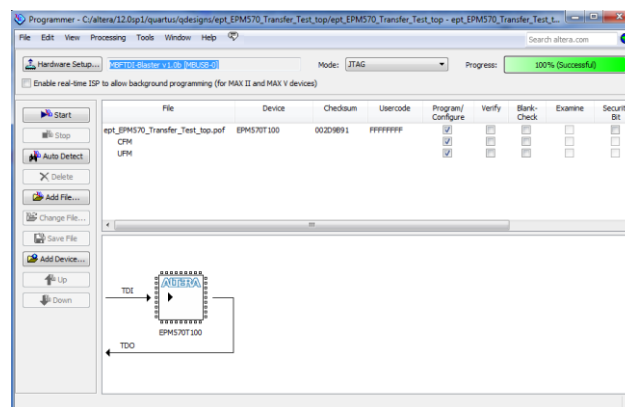 Programmer - C:/altera/12.0sp1/quartus/qdesigns/ept_EPM570_Transfer_Test_top/ept_EPM570_Transfer_Test_top - ept_EPM570_Transfer_Test_t...
File Edit View Processing Tools Window Help
Search altera.com
Hardware Setup... MBFTDI-Blaster v1.0b [MBUSB-0] Mode: JTAG Progress: 100% (Successful)
Enable real-time ISP to allow background programming (for MAX II and MAX V devices)
Start
Stop
Auto Detect
Delete
Add File...
Change File...
Save File
Add Device...
Up
Down
File Device Checksum Usercode Program/ Configure Verify Blank- Check Examine Securit Bit
ept_EPM570_Transfer_Test_top.pof EPM570T100 002D9B91 FFFFFFFF
CFM
UFM
TDI
ALTERA
EPM570T100
TDO